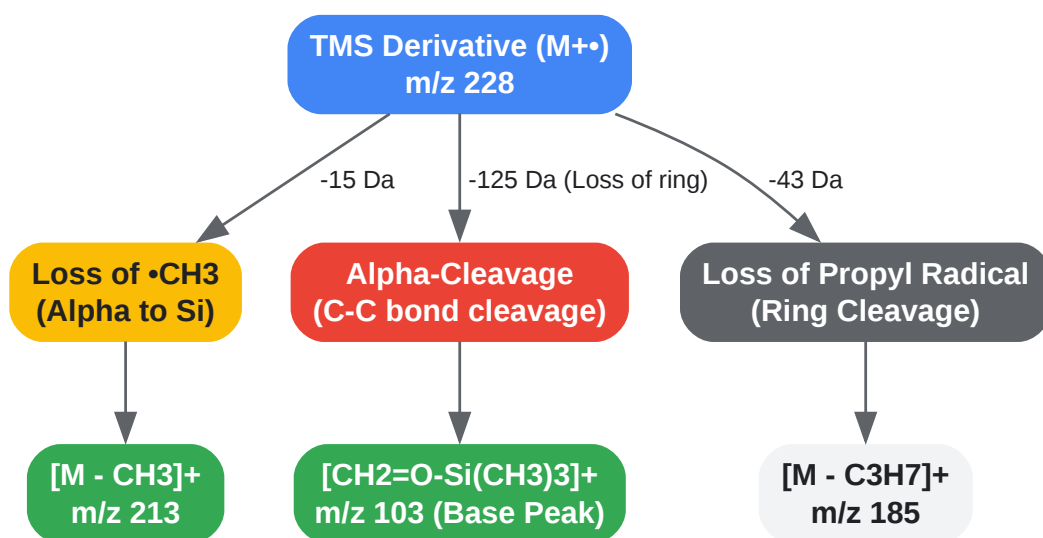 TMS Derivative (M+•)
m/z 228
-15 Da
-125 Da (Loss of ring)
-43 Da
Loss of •CH3
(Alpha to Si)
Alpha-Cleavage
(C-C bond cleavage)
Loss of Propyl Radical
(Ring Cleavage)
[M - CH3]+
m/z 213
[CH2=O-Si(CH3)3]+
m/z 103 (Base Peak)
[M - C3H7]+
m/z 185